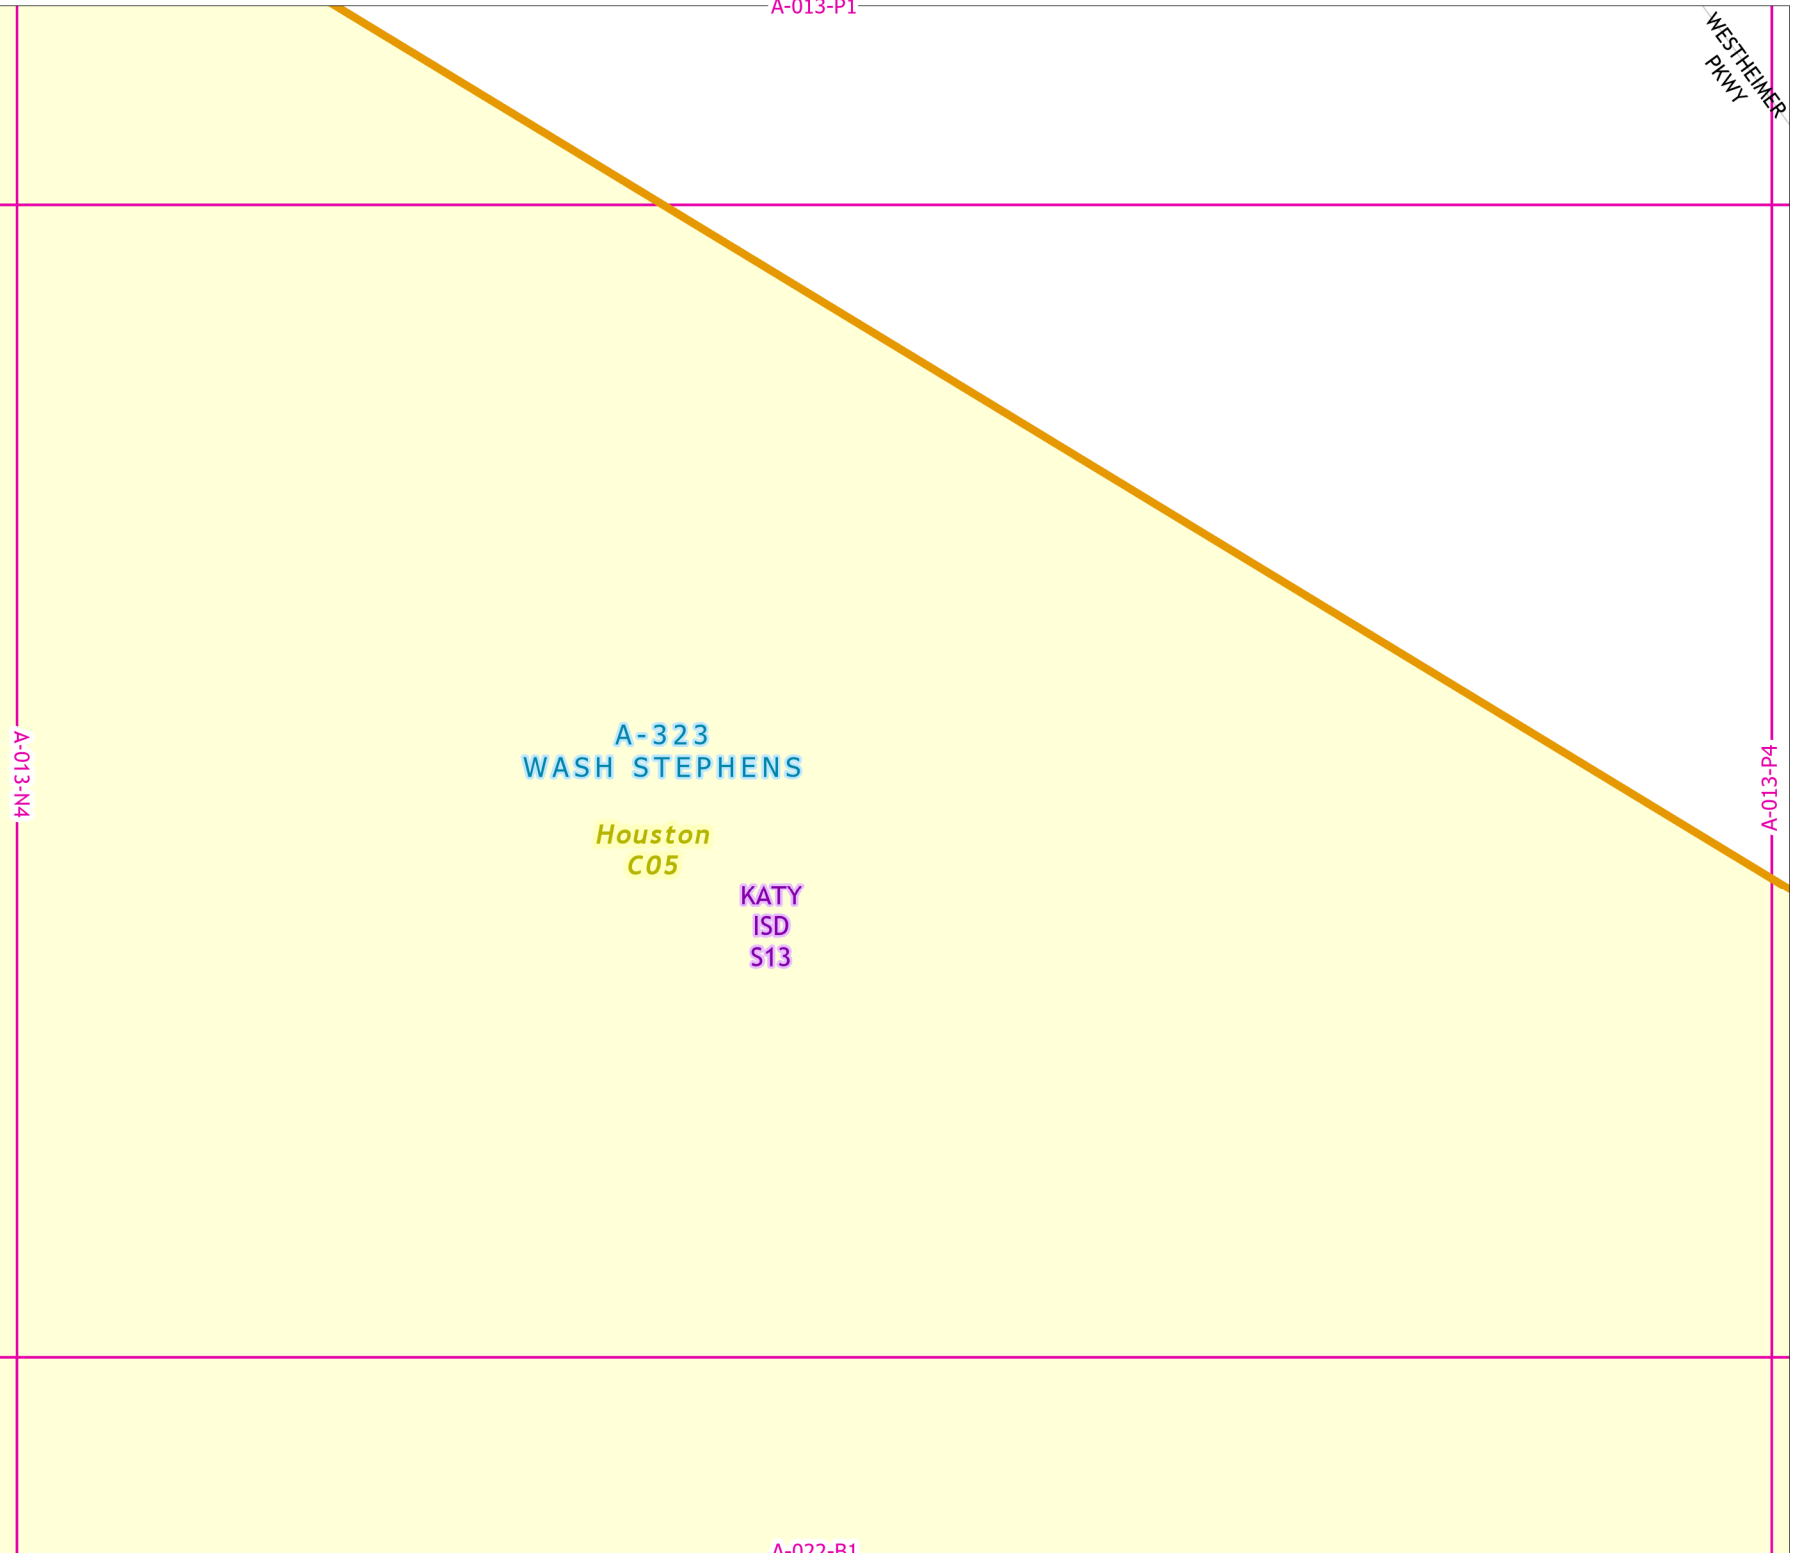 A-013-P1
WESTHEIMER
PKWY
A-013-N4
A-323
WASH STEPHENS
A-013-P4
Houston
C05
KATY
ISD
S13
A-022-B1